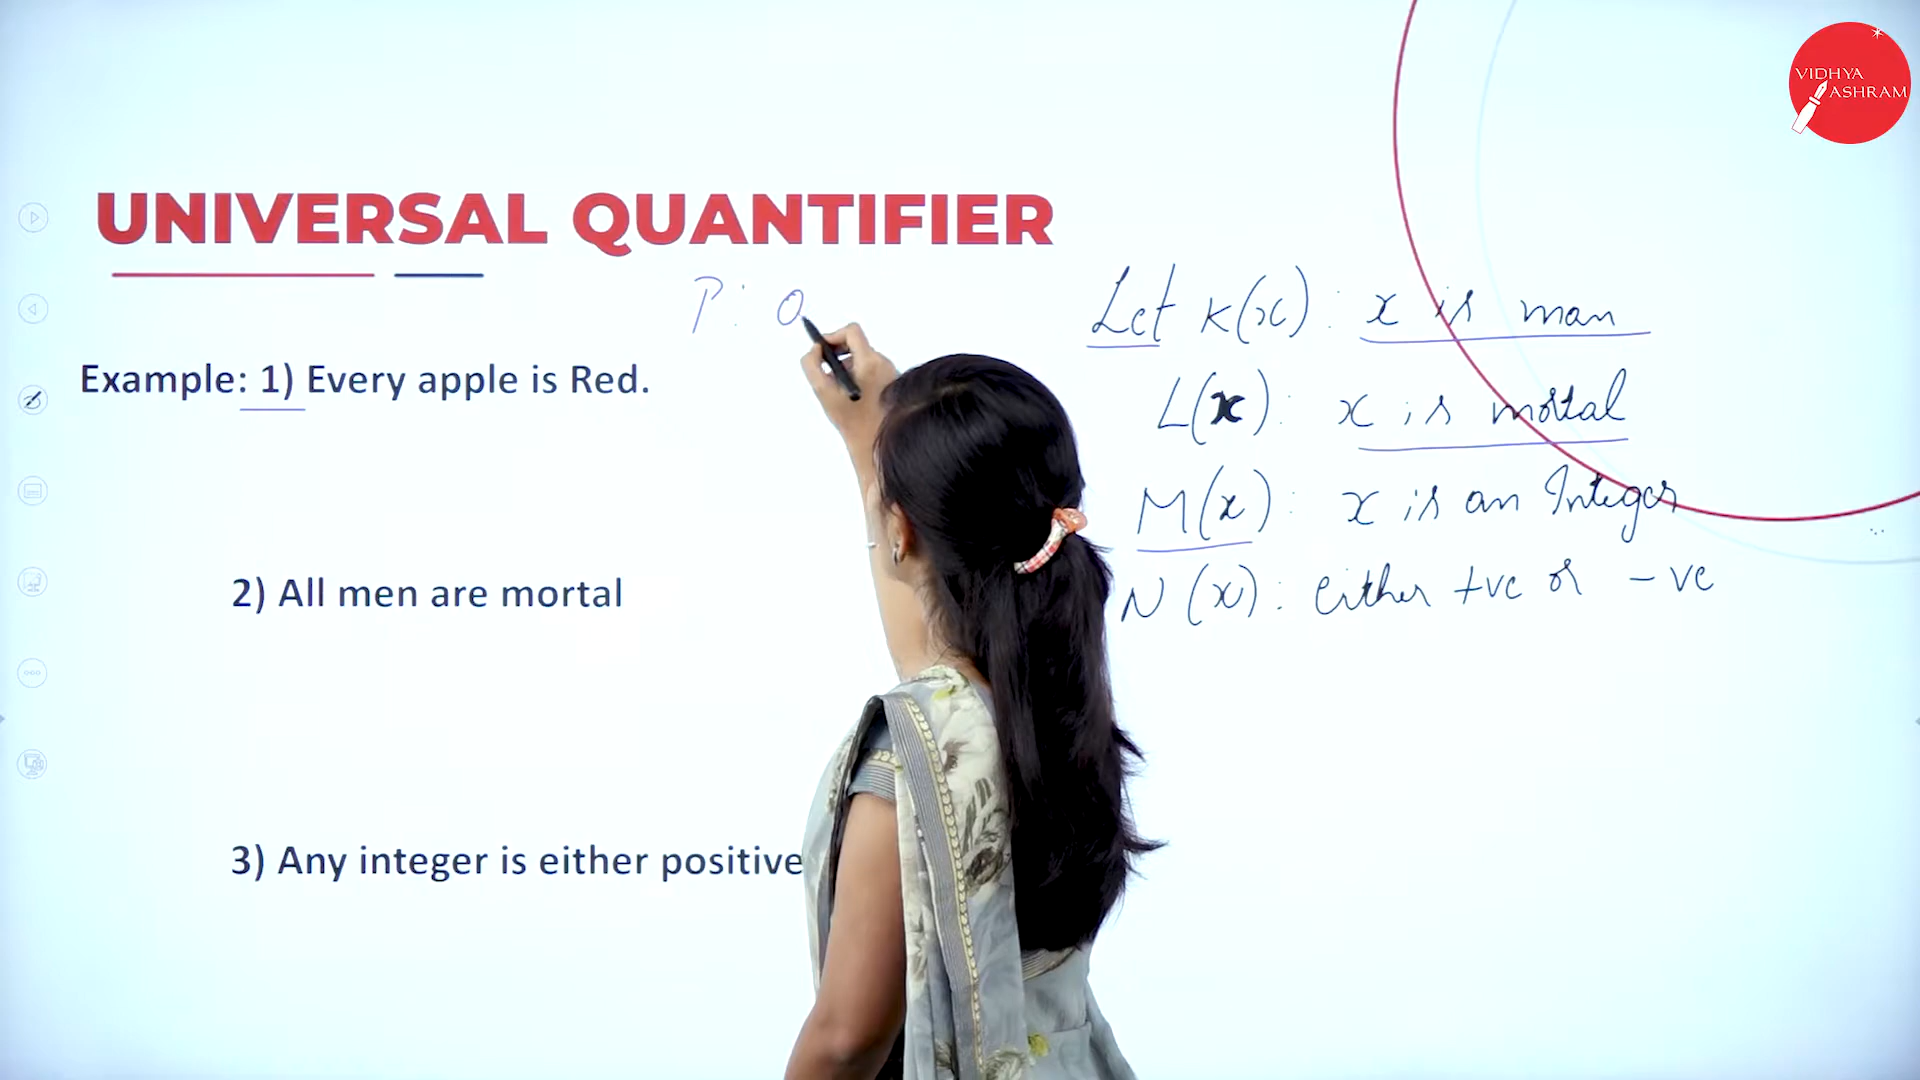 VIDHYA
ASHRAM
UNIVERSAL QUANTIFIER
P:
Example: 1) Every apple is Red.
2) All men are mortal
3) Any integer is either positive
Let K(x) : x is man
L(x) : x is mortal
M(x) : x is an Integer
N (x) : either +ve or -ve